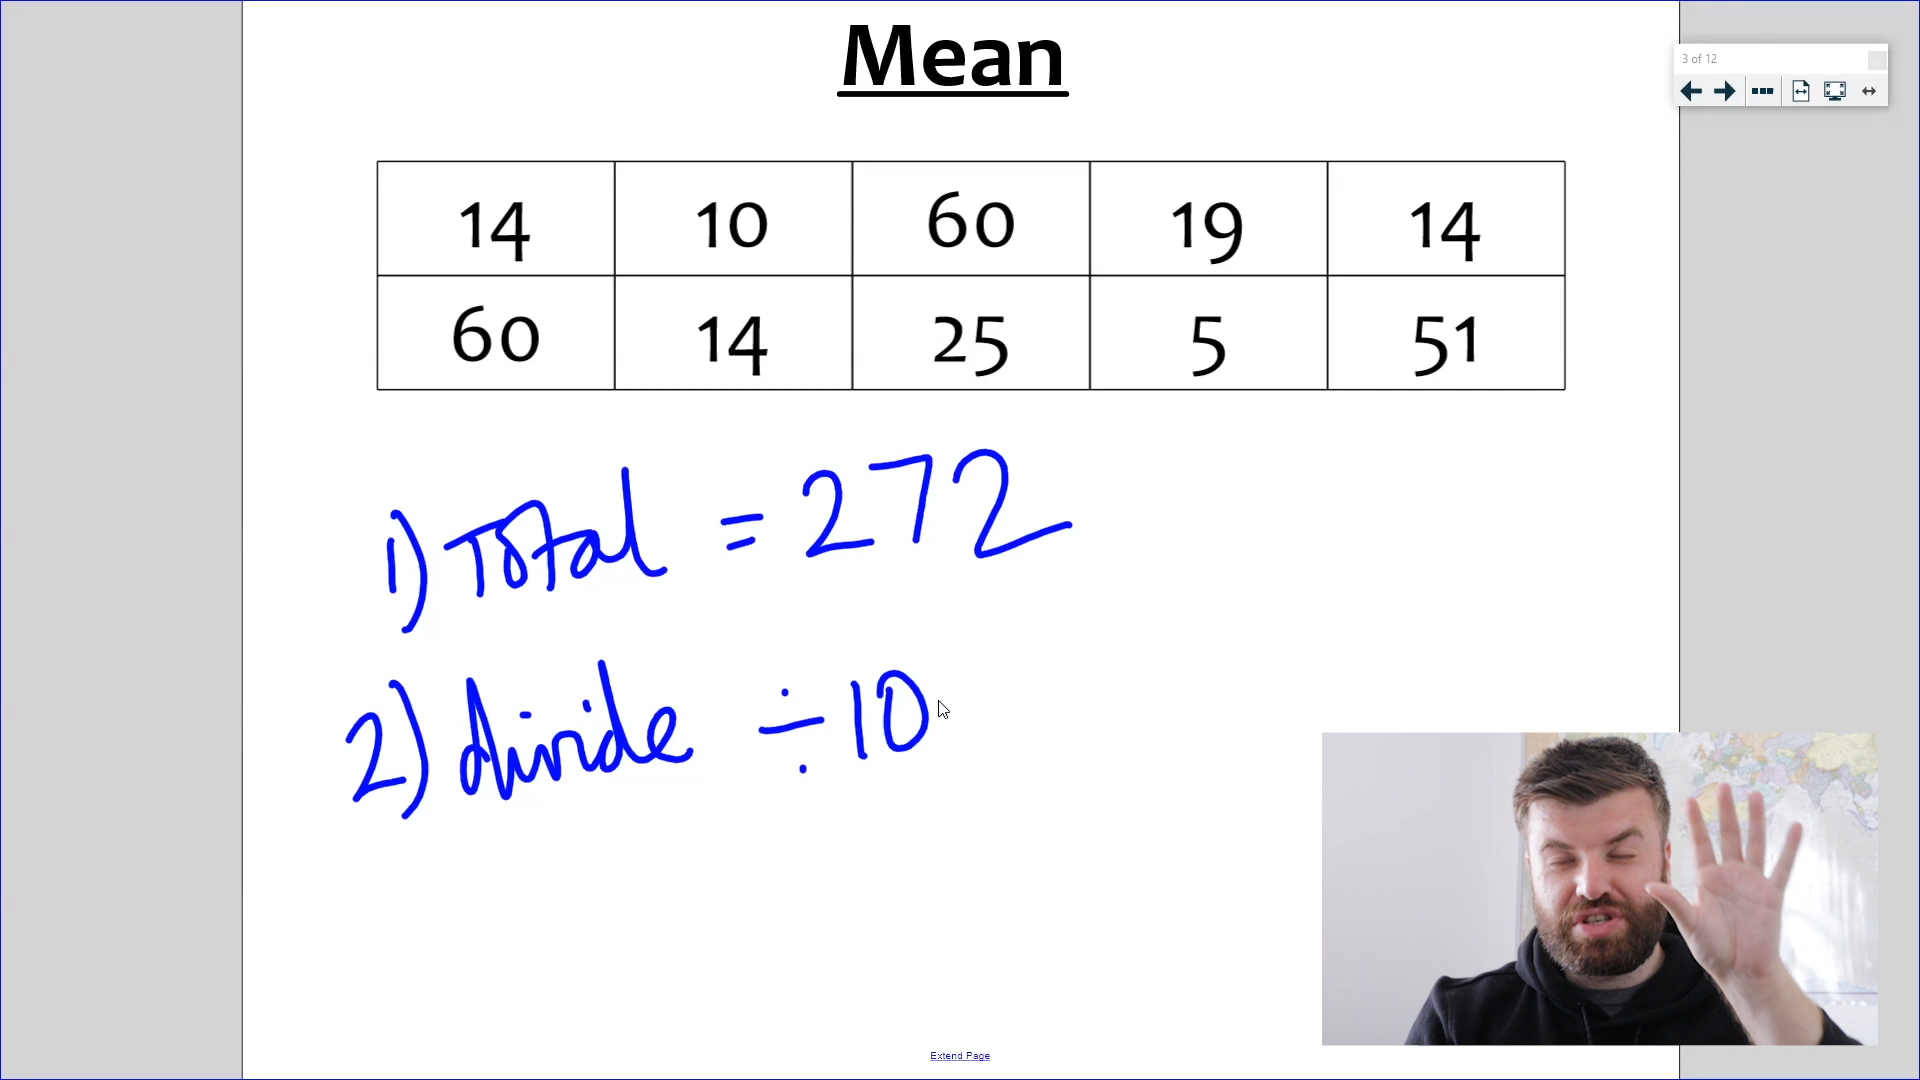 Mean
3 of 12
14 10 60 19 14
60 14 25 5 51
1) Total = 272
2) divide ÷ 10
Extend Page